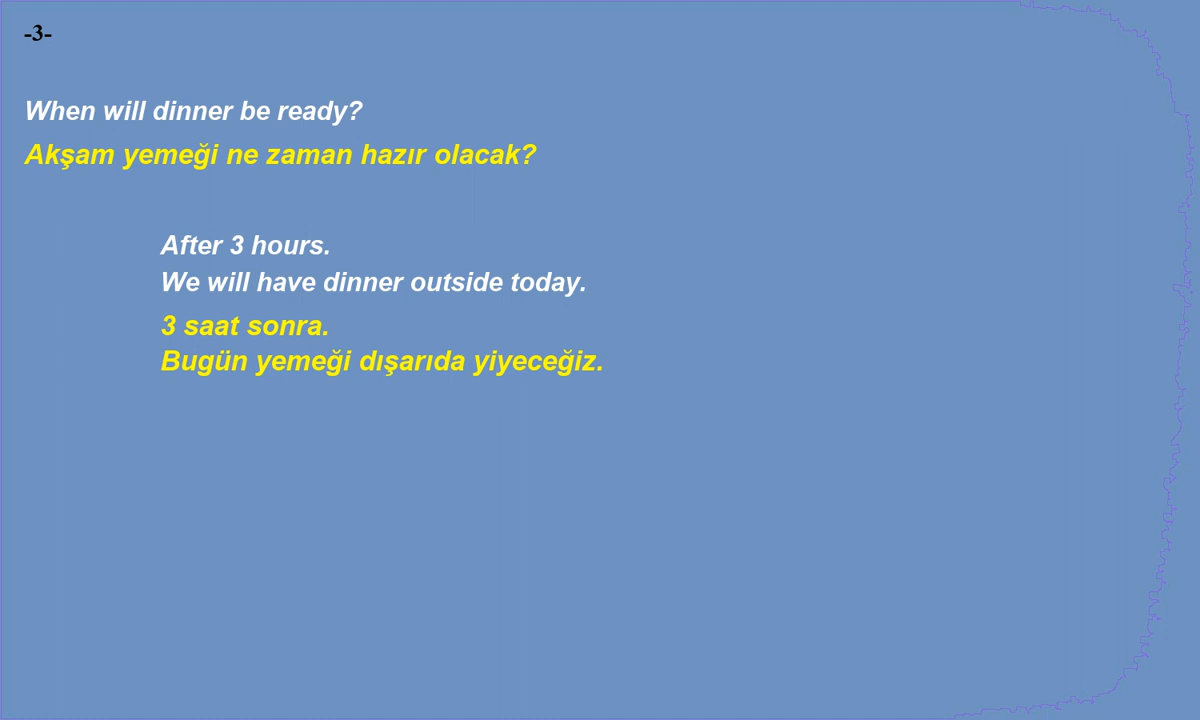 -3-
When will dinner be ready?
Akşam yemeği ne zaman hazır olacak?
After 3 hours.
We will have dinner outside today.
3 saat sonra.
Bugün yemeği dışarıda yiyeceğiz.